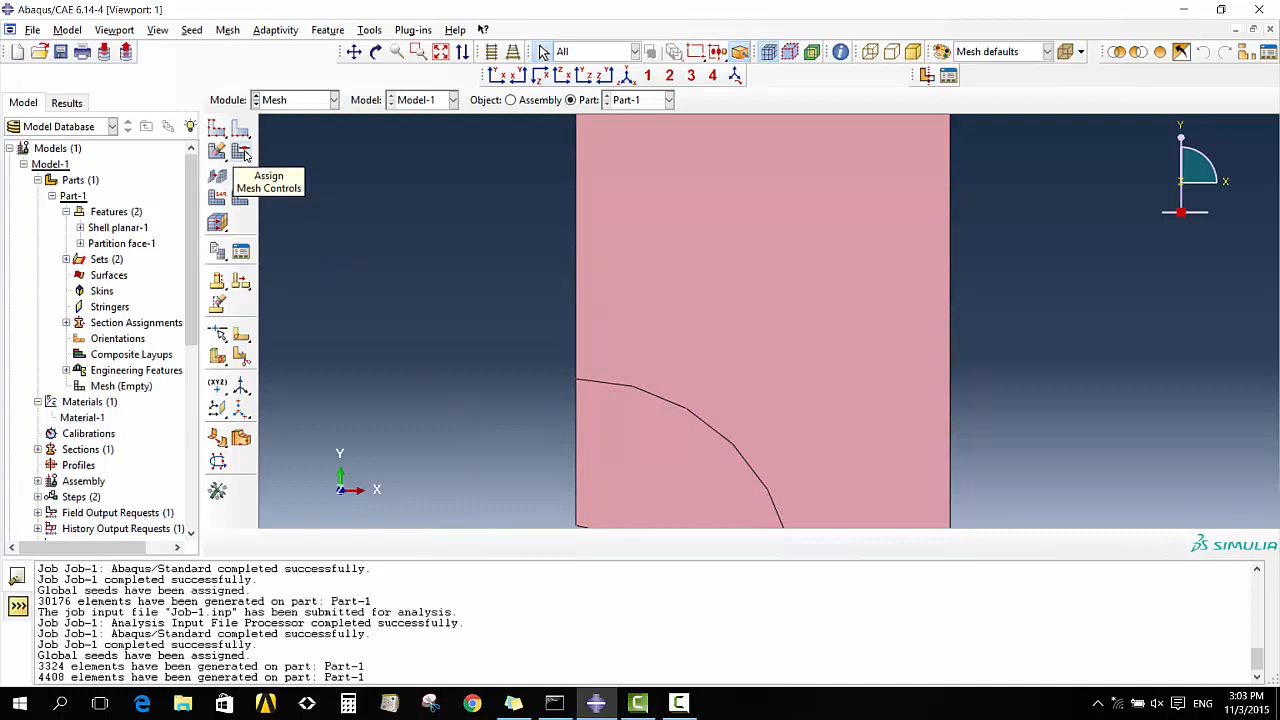 Abaqus/CAE 6.14-4 [Viewport: 1]
File Model Viewport View Seed Mesh Adaptivity Feature Tools Plug-ins Help
All Mesh defaults
1 2 3 4
Model Results
Module: Mesh Model: Model-1 Object: Assembly Part: Part-1
Model Database
Models (1)
Model-1
Parts (1)
Part-1
Features (2)
Shell planar-1
Partition face-1
Sets (2)
Surfaces
Skins
Stringers
Section Assignments
Orientations
Composite Layups
Engineering Features
Mesh (Empty)
Materials (1)
Material-1
Calibrations
Sections (1)
Profiles
Assembly
Steps (2)
Field Output Requests (1)
History Output Requests (1)
Assign
Mesh Controls
(XYZ)
Y
Z X
Y
Z X
SIMULIA
Job Job-1: Abaqus/Standard completed successfully.
Job Job-1 completed successfully.
Global seeds have been assigned.
30176 elements have been generated on part: Part-1
The job input file "Job-1.inp" has been submitted for analysis.
Job Job-1: Analysis Input File Processor completed successfully.
Job Job-1: Abaqus/Standard completed successfully.
Job Job-1 completed successfully.
Global seeds have been assigned.
3324 elements have been generated on part: Part-1
4408 elements have been generated on part: Part-1
ENG
3:03 PM
11/3/2015